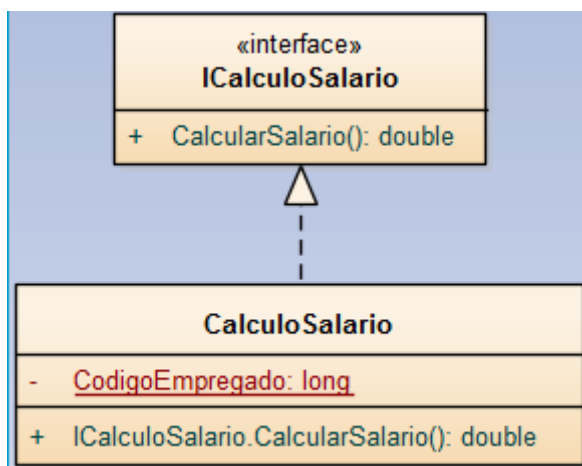 «interface»
ICalculoSalario
+ CalcularSalario(): double
CalculoSalario
- CodigoEmpregado: long
+ ICalculoSalario.CalcularSalario(): double